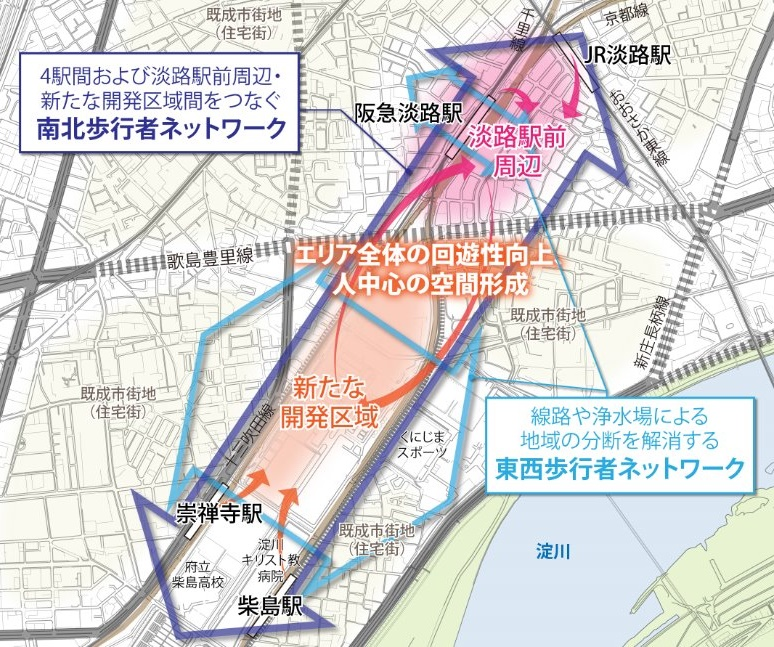 既成市街地
（住宅街）
千里線
京都線
JR淡路駅
4駅間および淡路駅前周辺・
新たな開発区域間をつなぐ
南北歩行者ネットワーク
阪急淡路駅
おおさか東線
淡路駅前
周辺
歌島豊里線
エリア全体の回遊性向上
人中心の空間形成
既成市街地
（住宅街）
新庄長柄線
既成市街地
（住宅街）
新たな
開発区域
線路や浄水場による
地域の分断を解消する
東西歩行者ネットワーク
十三吹田線
くにじま
スポーツ
崇禅寺駅
既成市街地
（住宅街）
淀川
キリスト教
病院
府立
柴島高校
淀川
柴島駅